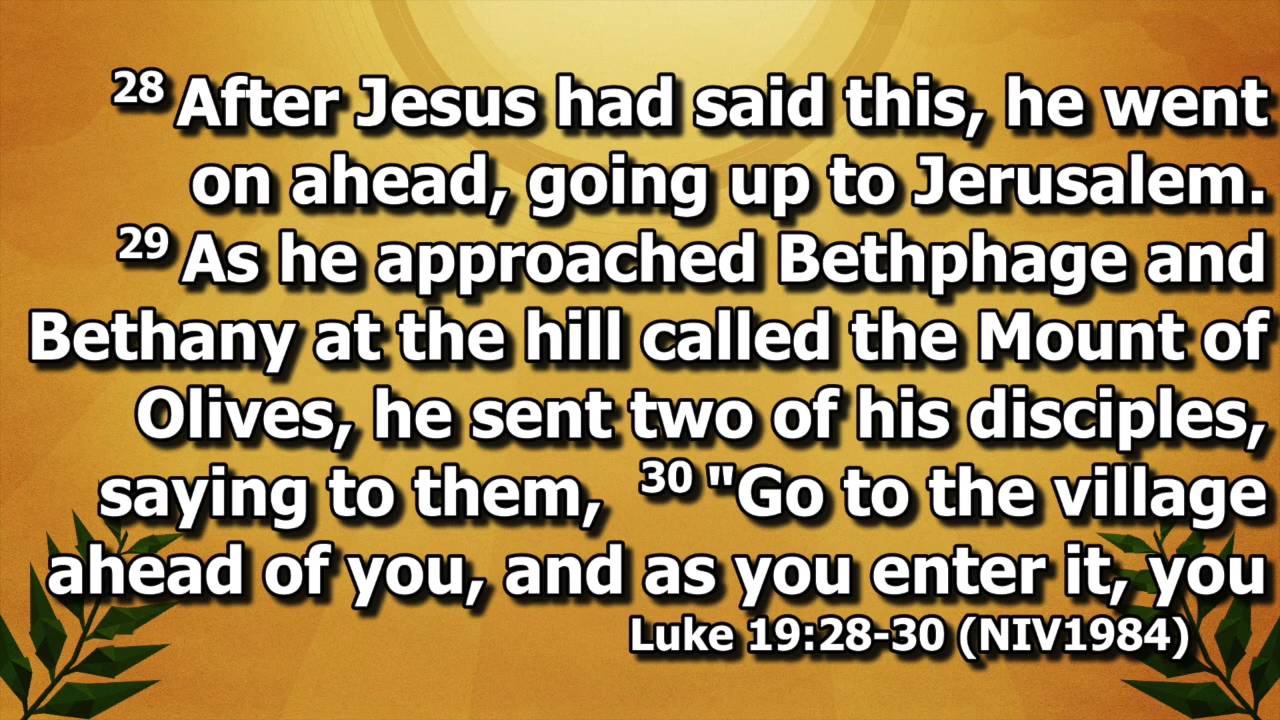 28 After Jesus had said this, he went
on ahead, going up to Jerusalem.
29 As he approached Bethphage and
Bethany at the hill called the Mount of
Olives, he sent two of his disciples,
saying to them, 30 "Go to the village
ahead of you, and as you enter it, you
Luke 19:28-30 (NIV1984)